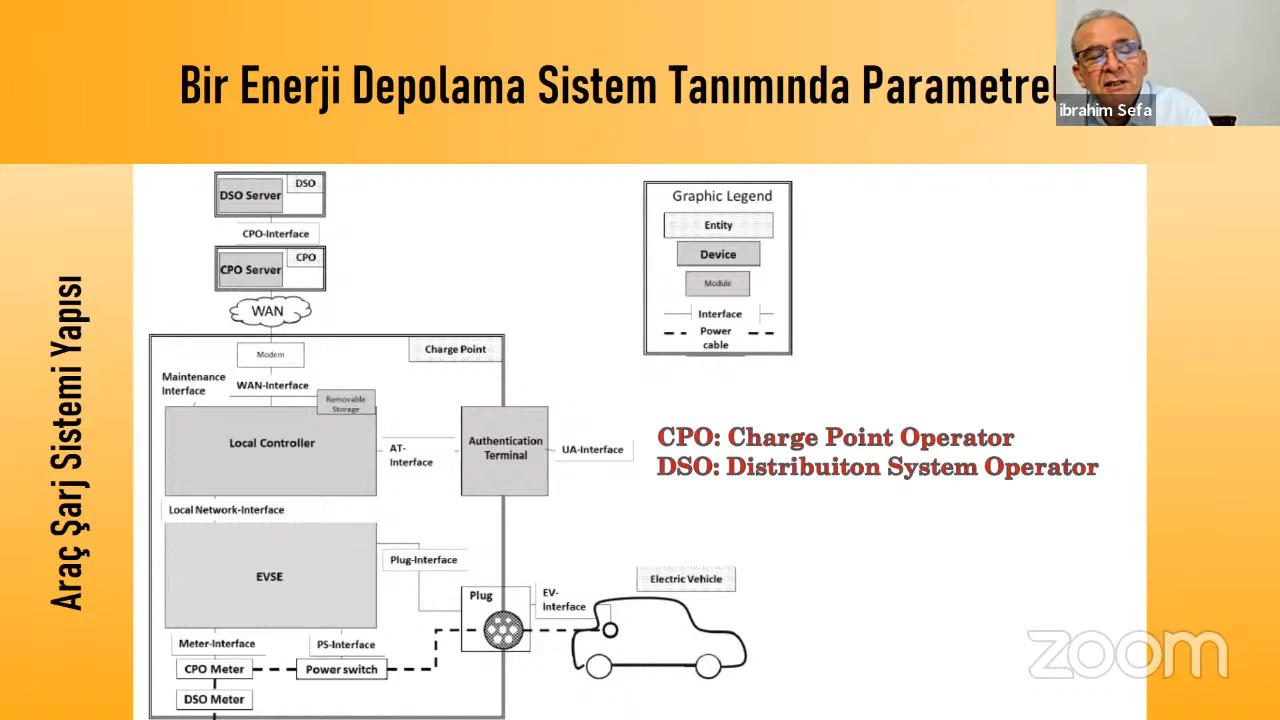 Bir Enerji Depolama Sistem Tanımında Parametrel
ibrahim Sefa
Araç Şarj Sistemi Yapısı
DSO Server
DSO
CPO-Interface
CPO Server
CPO
WAN
Modem
Charge Point
Maintenance
Interface
WAN-Interface
Removable
Storage
Local Controller
AT-
Interface
Authentication
Terminal
UA-Interface
Local Network-Interface
EVSE
Plug-Interface
Plug
EV-
Interface
Electric Vehicle
Meter-Interface
PS-Interface
CPO Meter
Power switch
DSO Meter
Graphic Legend
Entity
Device
Module
Interface
Power
cable
CPO: Charge Point Operator
DSO: Distribuiton System Operator
zoom